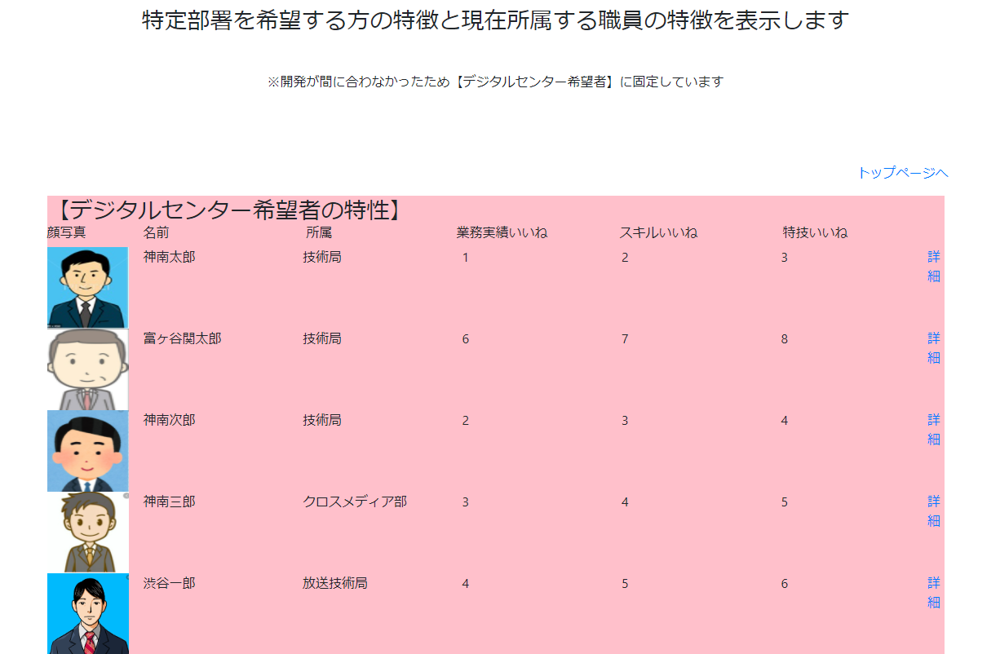 特定部署を希望する方の特徴と現在所属する職員の特徴を表示します
※開発が間に合わなかったため【デジタルセンター希望者】に固定しています
トップページへ
【デジタルセンター希望者の特性】
顔写真 名前 所属 業務実績いいね スキルいいね 特技いいね
神南太郎 技術局 1 2 3 詳細
富ヶ谷関太郎 技術局 6 7 8 詳細
神南次郎 技術局 2 3 4 詳細
神南三郎 クロスメディア部 3 4 5 詳細
渋谷一郎 放送技術局 4 5 6 詳細